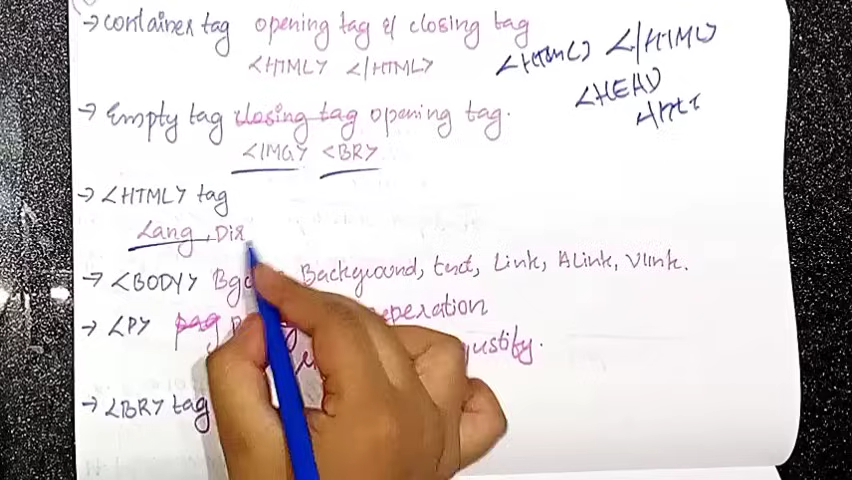 → container tag opening tag & closing tag
<HTML> </HTML> <HTML> </HTML>
<HEAD
→ Empty tag closing tag opening tag.
<IMG> <BR>
→ <HTML> tag
Lang, Dir
→ <BODY> Background, text, Link, ALink, Vlink.
→ <P> seperation
justify.
→ <BR> tag